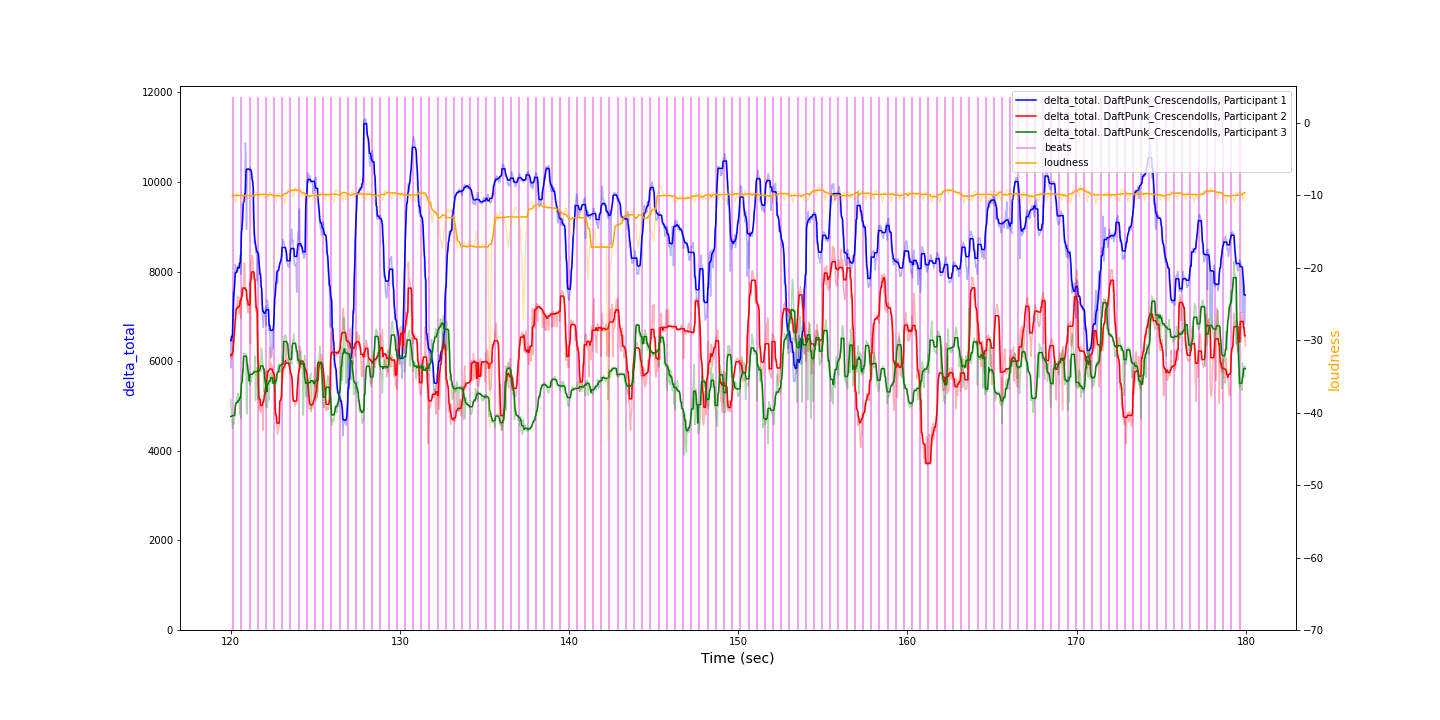 12000
10000
8000
6000
4000
2000
0
delta_total
delta_total. DaftPunk_Crescendolls, Participant 1
delta_total. DaftPunk_Crescendolls, Participant 2
delta_total. DaftPunk_Crescendolls, Participant 3
beats
loudness
0
−10
−20
−30
−40
−50
−60
−70
loudness
120
130
140
150
160
170
180
Time (sec)